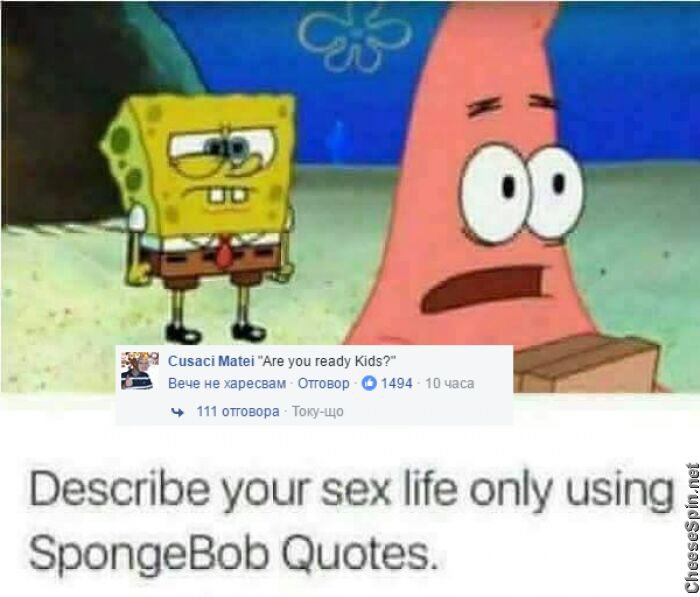 Cusaci Matei "Are you ready Kids?"
Вече не харесвам · Отговор · 1494 · 10 часа
111 отговора · Току-що
Describe your sex life only using
SpongeBob Quotes.
CheeseSpin.net